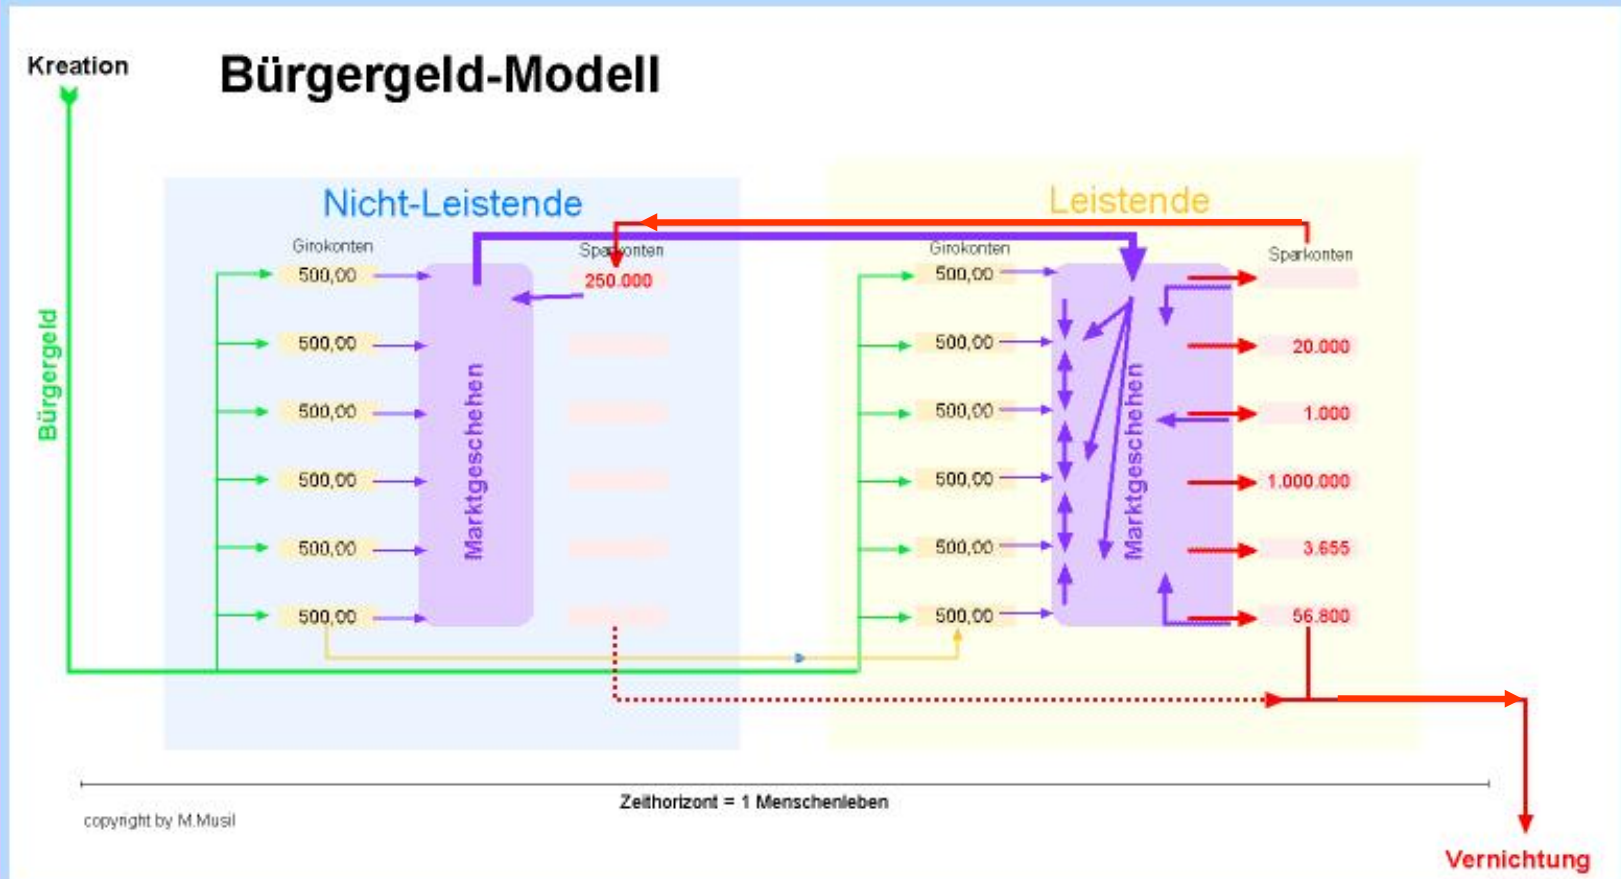 Kreation
Bürgergeld-Modell
Bürgergeld
Nicht-Leistende
Girokonten
Sparkonten
500,00
250.000
500,00
500,00
500,00
500,00
500,00
Marktgeschehen
Leistende
Girokonten
Sparkonten
500,00
500,00
20.000
500,00
1.000
500,00
1.000.000
500,00
3.655
500,00
56.800
Marktgeschehen
Zeithorizont = 1 Menschenleben
copyright by M.Musil
Vernichtung